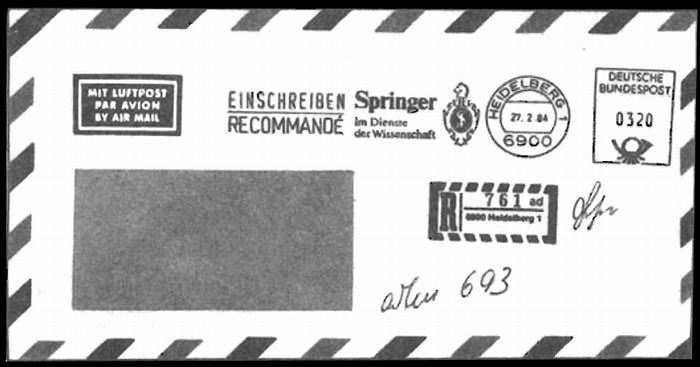 MIT LUFTPOST
PAR AVION
BY AIR MAIL
EINSCHREIBEN
RECOMMANDÉ
Springer
im Dienste
der Wissenschaft
HEIDELBERG 1
27. 2. 84
6900
DEUTSCHE
BUNDESPOST
0320
R
761 ad
6900 Heidelberg 1
693